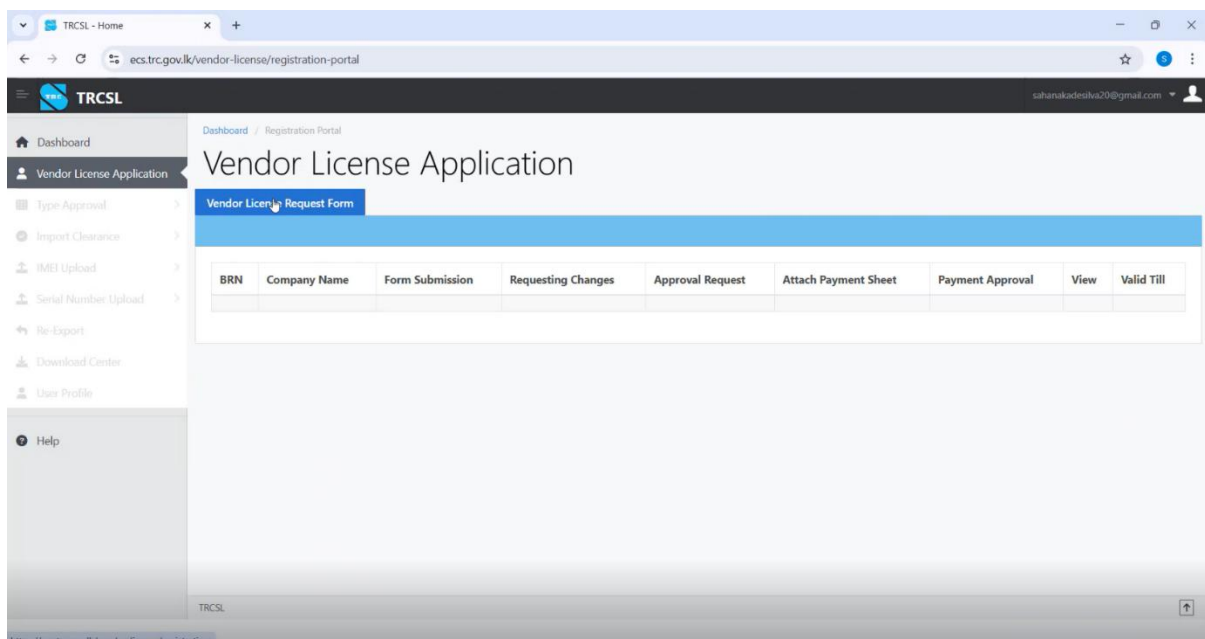 TRCSL - Home
ecs.trc.gov.lk/vendor-license/registration-portal
S
TRC TRCSL
sahanakadesilva20@gmail.com
Dashboard
Vendor License Application
Type Approval
Import Clearance
IMEI Upload
Serial Number Upload
Re-Export
Download Center
User Profile
Help
Dashboard / Registration Portal
Vendor License Application
Vendor License Request Form
BRN Company Name Form Submission Requesting Changes Approval Request Attach Payment Sheet Payment Approval View Valid Till
TRCSL